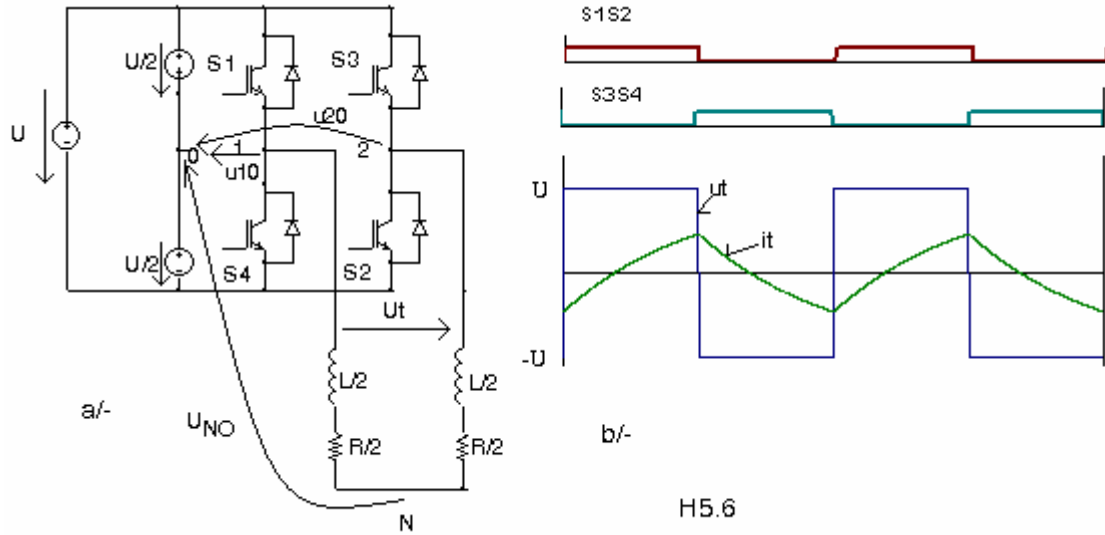 U/2
S1
S3
u20
U
0
1
2
u10
U/2
S4
S2
Ut
L/2
L/2
a/-
U_NO
R/2
R/2
N
S1S2
S3S4
U
ut
it
-U
b/-
H5.6